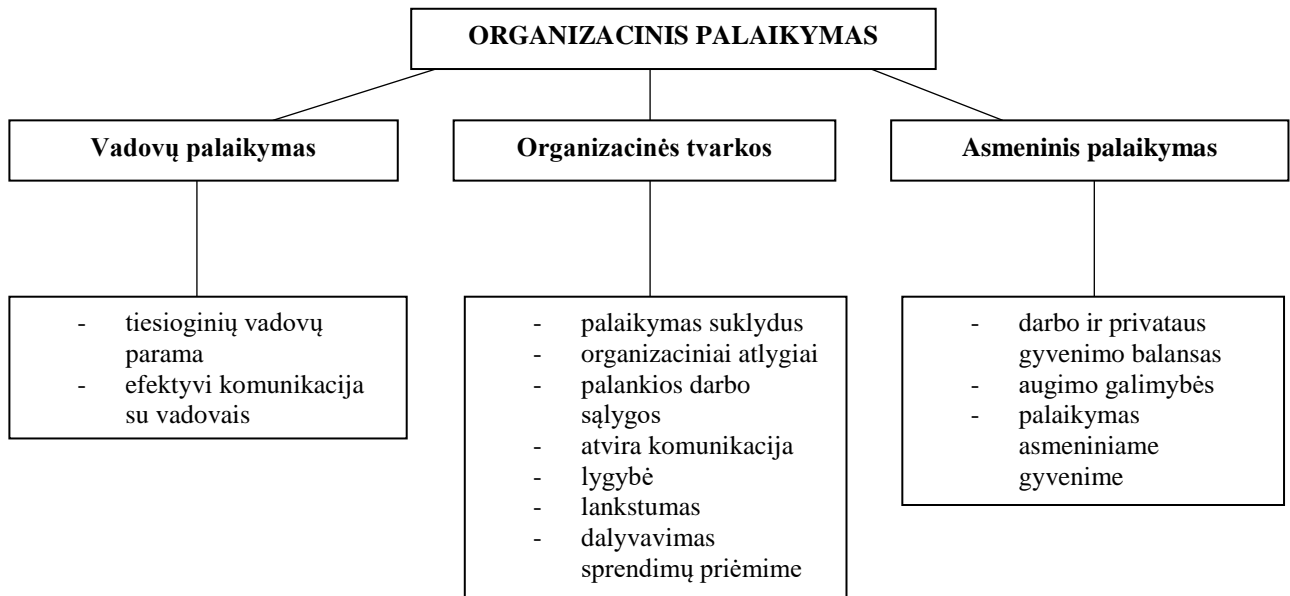 ORGANIZACINIS PALAIKYMAS
Vadovų palaikymas
Organizacinės tvarkos
Asmeninis palaikymas
- tiesioginių vadovų
parama
- efektyvi komunikacija
su vadovais
- palaikymas suklydus
- organizaciniai atlygiai
- palankios darbo
sąlygos
- atvira komunikacija
- lygybė
- lankstumas
- dalyvavimas
sprendimų priėmime
- darbo ir privataus
gyvenimo balansas
- augimo galimybės
- palaikymas
asmeniniame
gyvenime